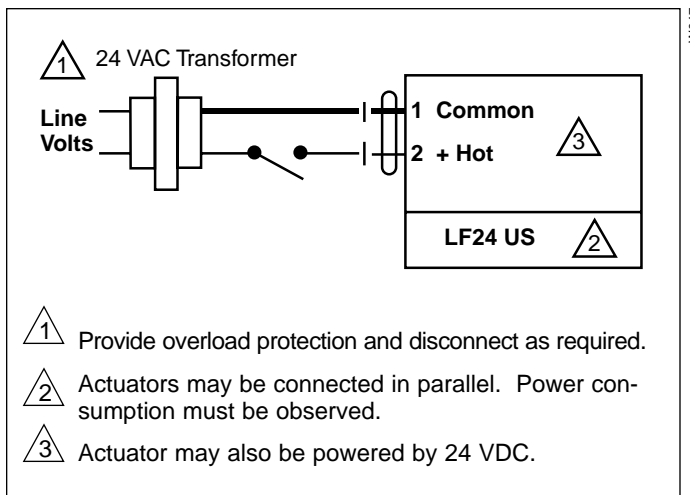 1 24 VAC Transformer
Line
Volts
1 Common
2 + Hot
3
LF24 US 2
1 Provide overload protection and disconnect as required.
2 Actuators may be connected in parallel. Power con-
sumption must be observed.
3 Actuator may also be powered by 24 VDC.